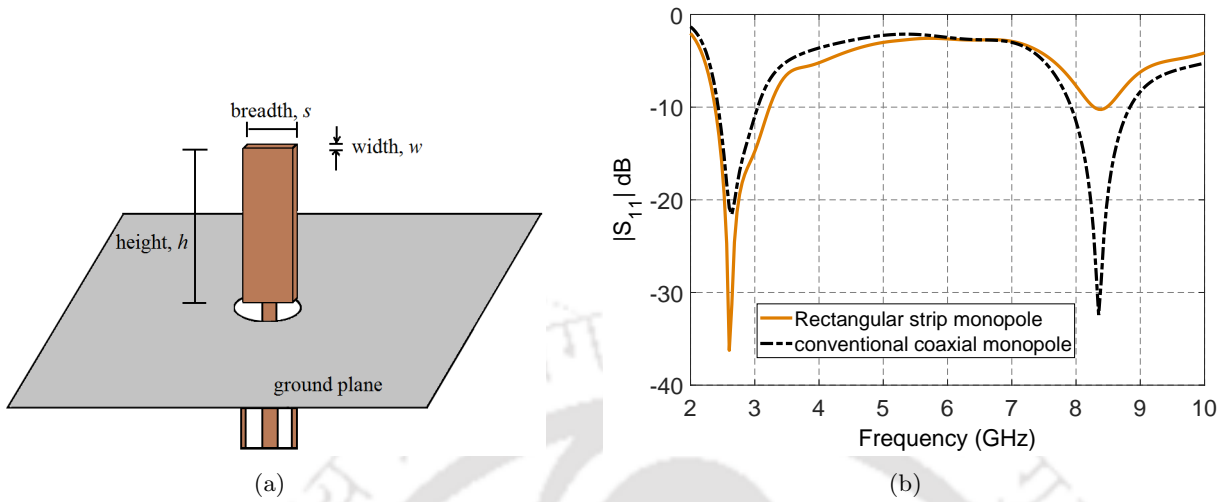 breadth, s
width, w
height, h
ground plane
(a)
|S11| dB
0
-10
-20
-30
-40
Rectangular strip monopole
conventional coaxial monopole
2 3 4 5 6 7 8 9 10
Frequency (GHz)
(b)